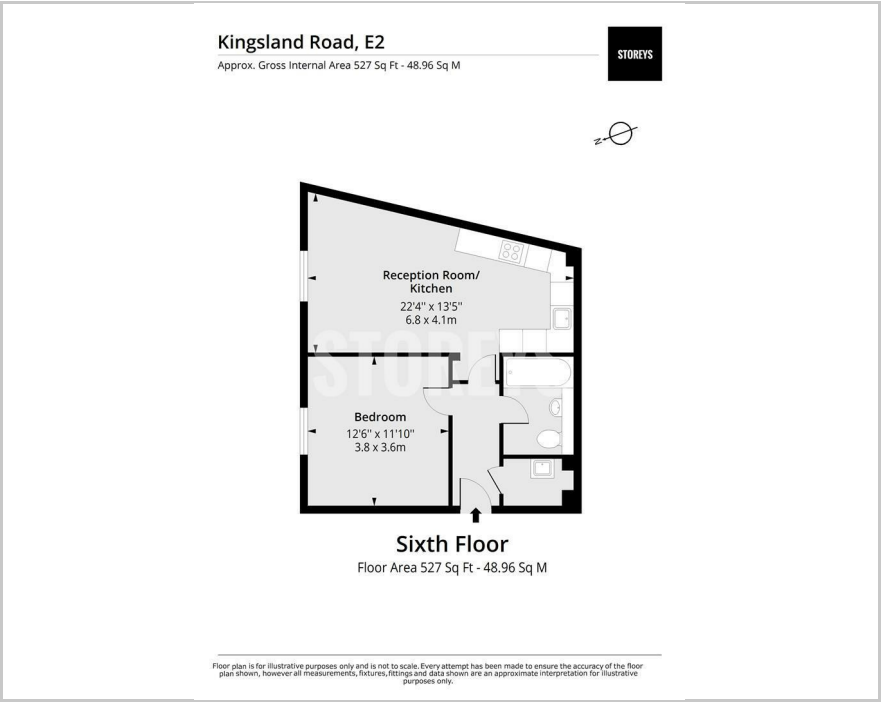 Kingsland Road, E2
Approx. Gross Internal Area 527 Sq Ft - 48.96 Sq M
STOREYS
N
Reception Room/
Kitchen
22'4'' x 13'5''
6.8 x 4.1m
STOREYS
Bedroom
12'6'' x 11'10''
3.8 x 3.6m
Sixth Floor
Floor Area 527 Sq Ft - 48.96 Sq M
Floor plan is for illustrative purposes only and is not to scale. Every attempt has been made to ensure the accuracy of the floor
plan shown, however all measurements, fixtures, fittings and data shown are an approximate interpretation for illustrative
purposes only.